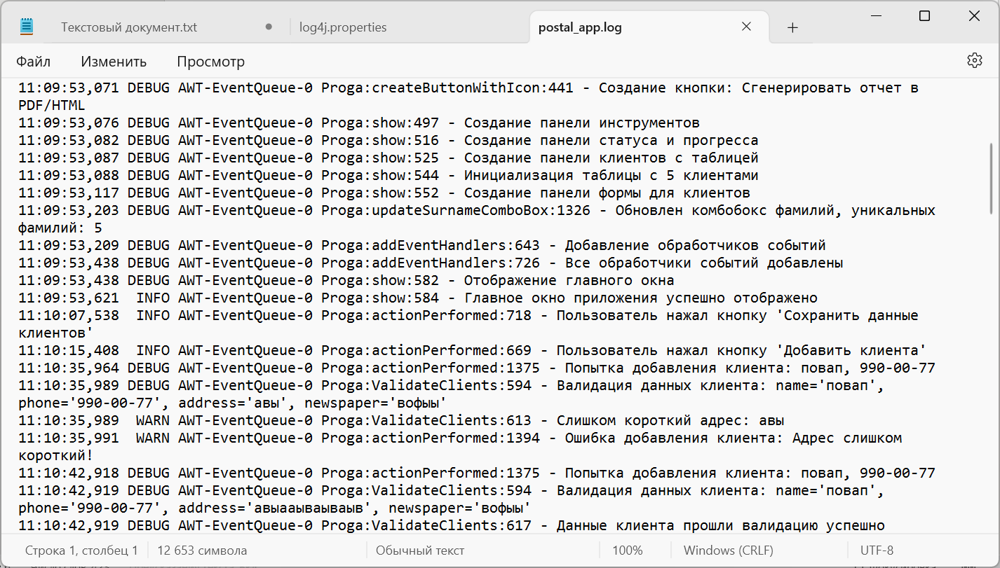 Текстовый документ.txt
log4j.properties
postal_app.log
Файл
Изменить
Просмотр
11:09:53,071 DEBUG AWT-EventQueue-0 Proga:createButtonWithIcon:441 - Создание кнопки: Сгенерировать отчет в
PDF/HTML
11:09:53,076 DEBUG AWT-EventQueue-0 Proga:show:497 - Создание панели инструментов
11:09:53,082 DEBUG AWT-EventQueue-0 Proga:show:516 - Создание панели статуса и прогресса
11:09:53,087 DEBUG AWT-EventQueue-0 Proga:show:525 - Создание панели клиентов с таблицей
11:09:53,088 DEBUG AWT-EventQueue-0 Proga:show:544 - Инициализация таблицы с 5 клиентами
11:09:53,117 DEBUG AWT-EventQueue-0 Proga:show:552 - Создание панели формы для клиентов
11:09:53,203 DEBUG AWT-EventQueue-0 Proga:updateSurnameComboBox:1326 - Обновлен комбобокс фамилий, уникальных
фамилий: 5
11:09:53,209 DEBUG AWT-EventQueue-0 Proga:addEventHandlers:643 - Добавление обработчиков событий
11:09:53,438 DEBUG AWT-EventQueue-0 Proga:addEventHandlers:726 - Все обработчики событий добавлены
11:09:53,438 DEBUG AWT-EventQueue-0 Proga:show:582 - Отображение главного окна
11:09:53,621  INFO AWT-EventQueue-0 Proga:show:584 - Главное окно приложения успешно отображено
11:10:07,538  INFO AWT-EventQueue-0 Proga:actionPerformed:718 - Пользователь нажал кнопку 'Сохранить данные
клиентов'
11:10:15,408  INFO AWT-EventQueue-0 Proga:actionPerformed:669 - Пользователь нажал кнопку 'Добавить клиента'
11:10:35,964 DEBUG AWT-EventQueue-0 Proga:actionPerformed:1375 - Попытка добавления клиента: повап, 990-00-77
11:10:35,989 DEBUG AWT-EventQueue-0 Proga:ValidateClients:594 - Валидация данных клиента: name='повап',
phone='990-00-77', address='авы', newspaper='вофыы'
11:10:35,989  WARN AWT-EventQueue-0 Proga:ValidateClients:613 - Слишком короткий адрес: авы
11:10:35,991  WARN AWT-EventQueue-0 Proga:actionPerformed:1394 - Ошибка добавления клиента: Адрес слишком
короткий!
11:10:42,918 DEBUG AWT-EventQueue-0 Proga:actionPerformed:1375 - Попытка добавления клиента: повап, 990-00-77
11:10:42,919 DEBUG AWT-EventQueue-0 Proga:ValidateClients:594 - Валидация данных клиента: name='повап',
phone='990-00-77', address='авыааываываыв', newspaper='вофыы'
11:10:42,919 DEBUG AWT-EventQueue-0 Proga:ValidateClients:617 - Данные клиента прошли валидацию успешно
Строка 1, столбец 1
12 653 символа
Обычный текст
100%
Windows (CRLF)
UTF-8